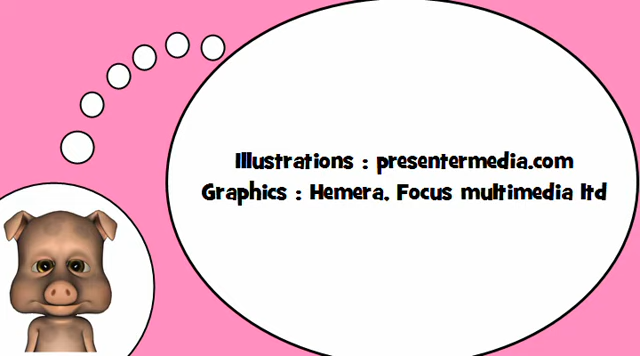 Illustrations : presentermedia.com
Graphics : Hemera, Focus multimedia ltd